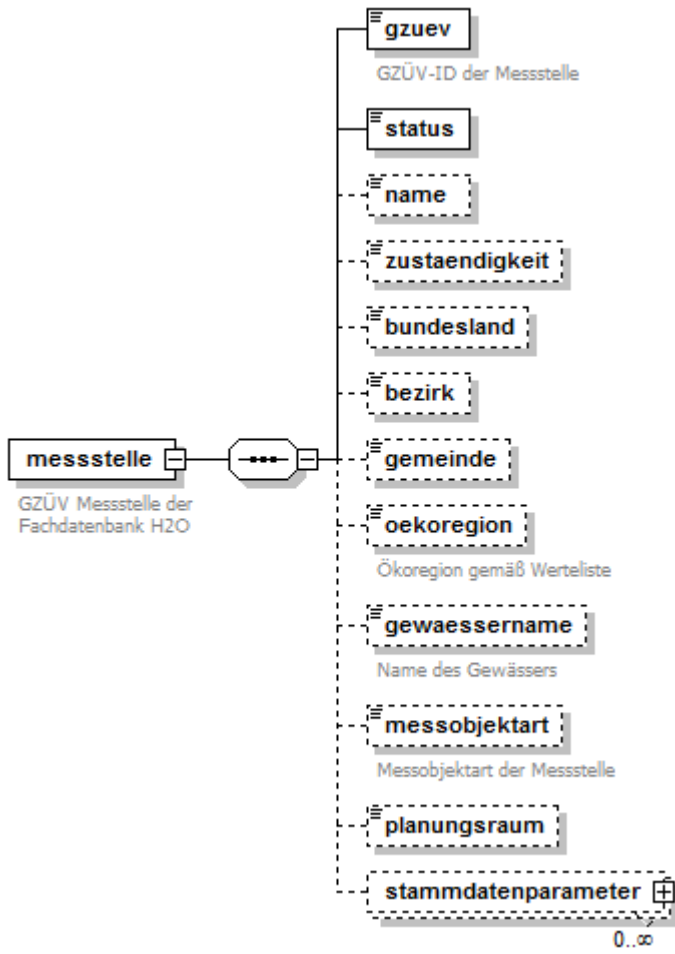 gzuev
GZÜV-ID der Messstelle
status
name
zustaendigkeit
bundesland
bezirk
messstelle
GZÜV Messstelle der
Fachdatenbank H2O
gemeinde
oekoregion
Ökoregion gemäß Werteliste
gewaessername
Name des Gewässers
messobjektart
Messobjektart der Messstelle
planungsraum
stammdatenparameter
0..∞